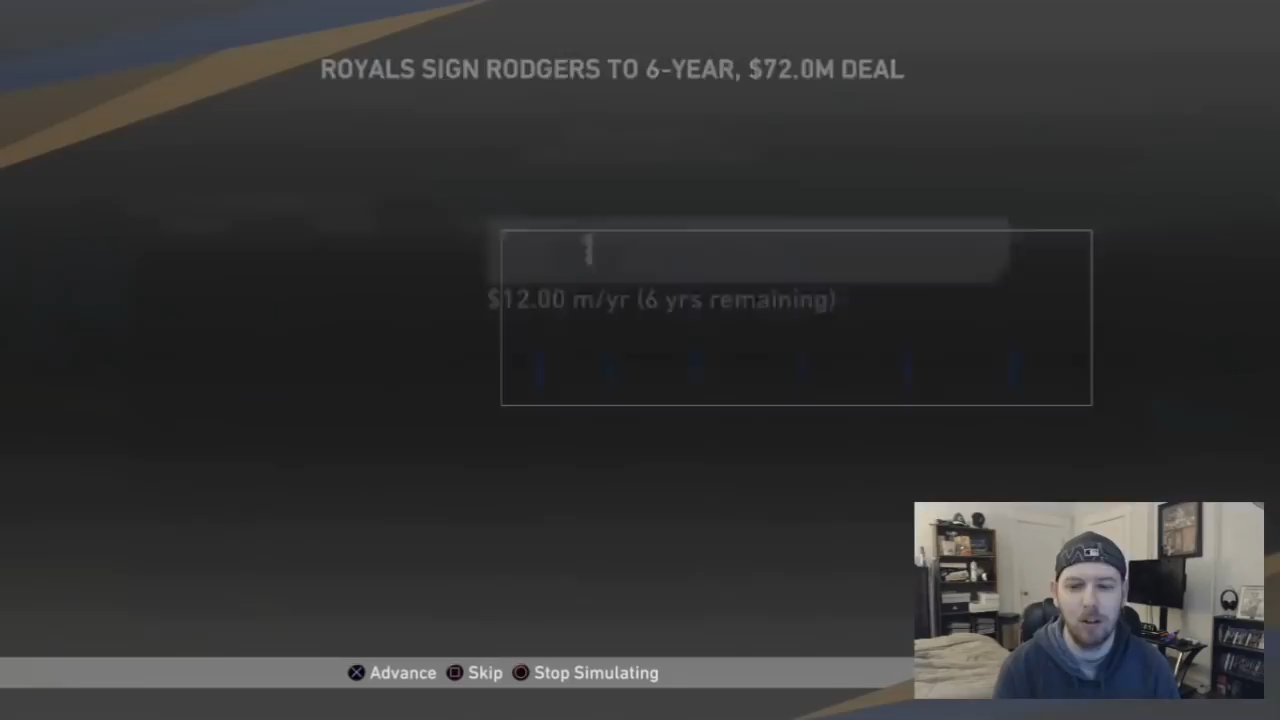 ROYALS SIGN RODGERS TO 6-YEAR, $72.0M DEAL
$12.00 m/yr (6 yrs remaining)
Advance Skip Stop Simulating